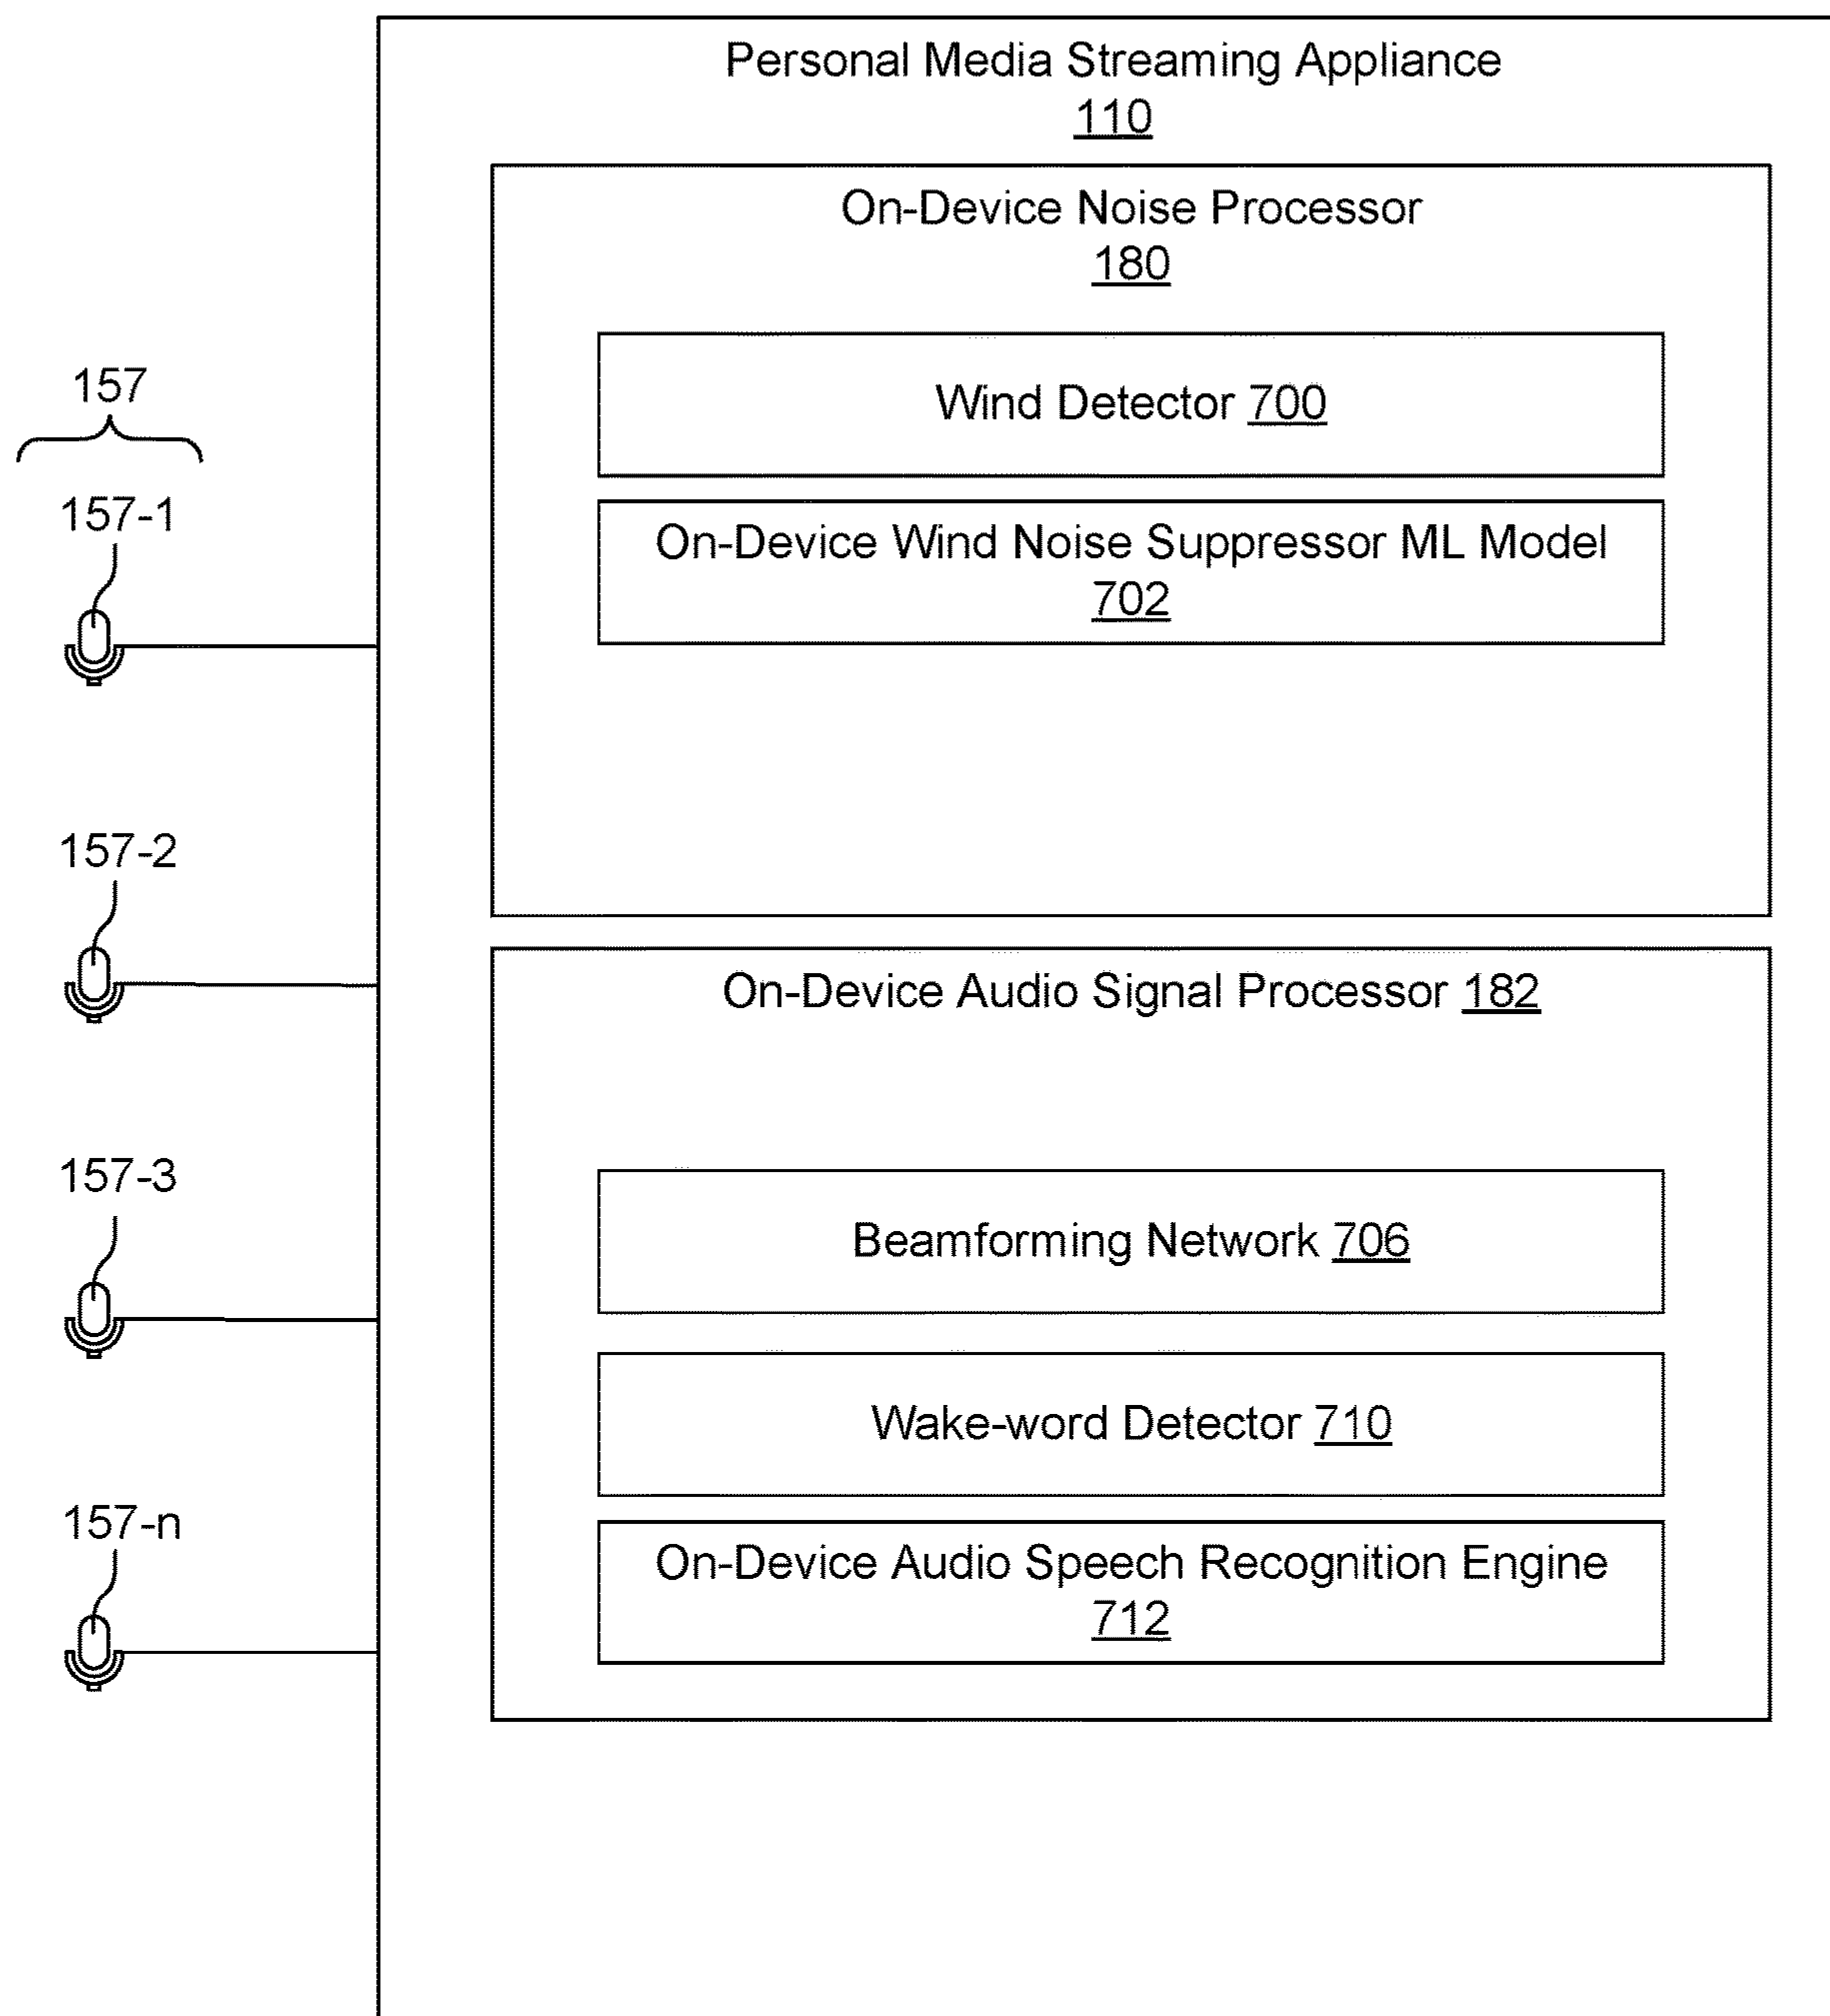 Personal Media Streaming Appliance
110
On-Device Noise Processor
180
Wind Detector 700
On-Device Wind Noise Suppressor ML Model
702
157
157-1
157-2
157-3
157-n
On-Device Audio Signal Processor 182
Beamforming Network 706
Wake-word Detector 710
On-Device Audio Speech Recognition Engine
712